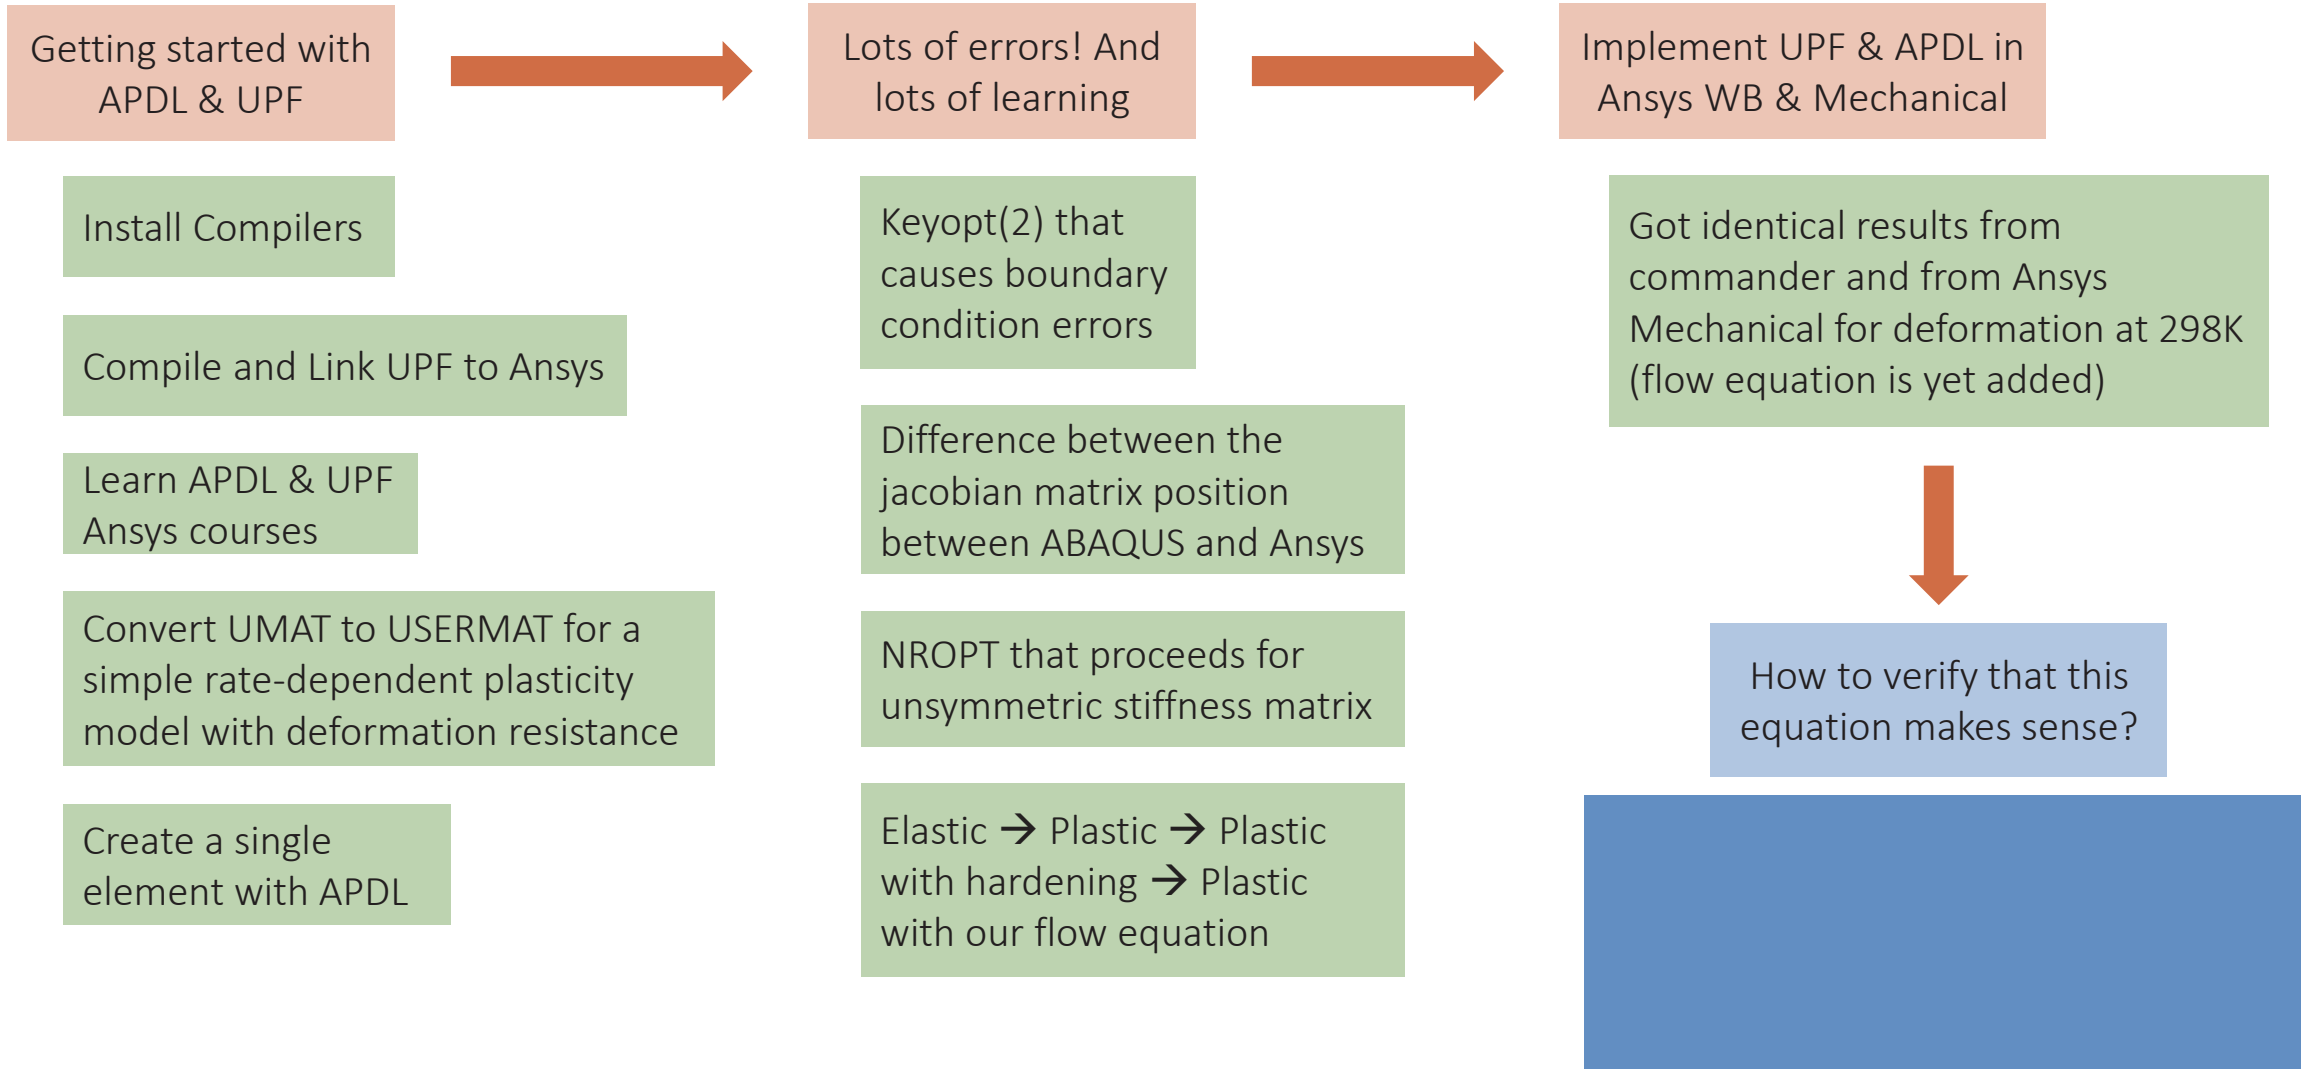 Getting started with
APDL & UPF
Install Compilers
Compile and Link UPF to Ansys
Learn APDL & UPF
Ansys courses
Convert UMAT to USERMAT for a
simple rate-dependent plasticity
model with deformation resistance
Create a single
element with APDL
Lots of errors! And
lots of learning
Keyopt(2) that
causes boundary
condition errors
Difference between the
jacobian matrix position
between ABAQUS and Ansys
NROPT that proceeds for
unsymmetric stiffness matrix
Elastic → Plastic → Plastic
with hardening → Plastic
with our flow equation
Implement UPF & APDL in
Ansys WB & Mechanical
Got identical results from
commander and from Ansys
Mechanical for deformation at 298K
(flow equation is yet added)
How to verify that this
equation makes sense?